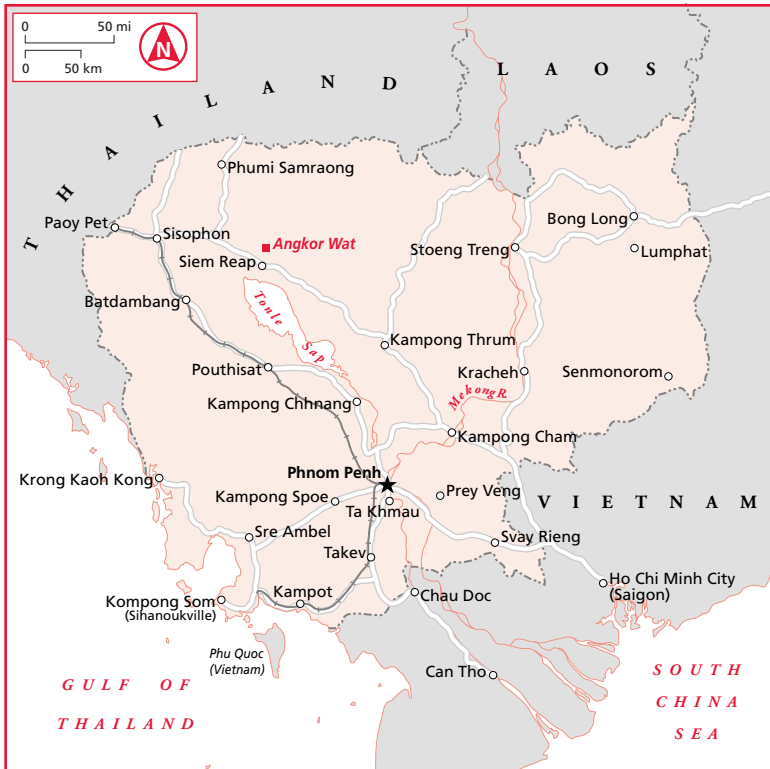 0 50 mi
0 50 km
N
THAILAND
LAOS
Phumi Samraong
Paoy Pet
Sisophon
Bong Long
Angkor Wat
Stoeng Treng
Lumphat
Siem Reap
Batdambang
Tonle Sap
Kampong Thrum
Pouthisat
Kracheh
Senmonorom
Kampong Chhnang
Mekong R
Kampong Cham
Phnom Penh
Krong Kaoh Kong
Kampong Spoe
Prey Veng
VIETNAM
Ta Khmau
Sre Ambel
Svay Rieng
Takev
Ho Chi Minh City
(Saigon)
Kompong Som
(Sihanoukville)
Kampot
Chau Doc
Phu Quoc
(Vietnam)
Can Tho
GULF OF
THAILAND
SOUTH
CHINA
SEA